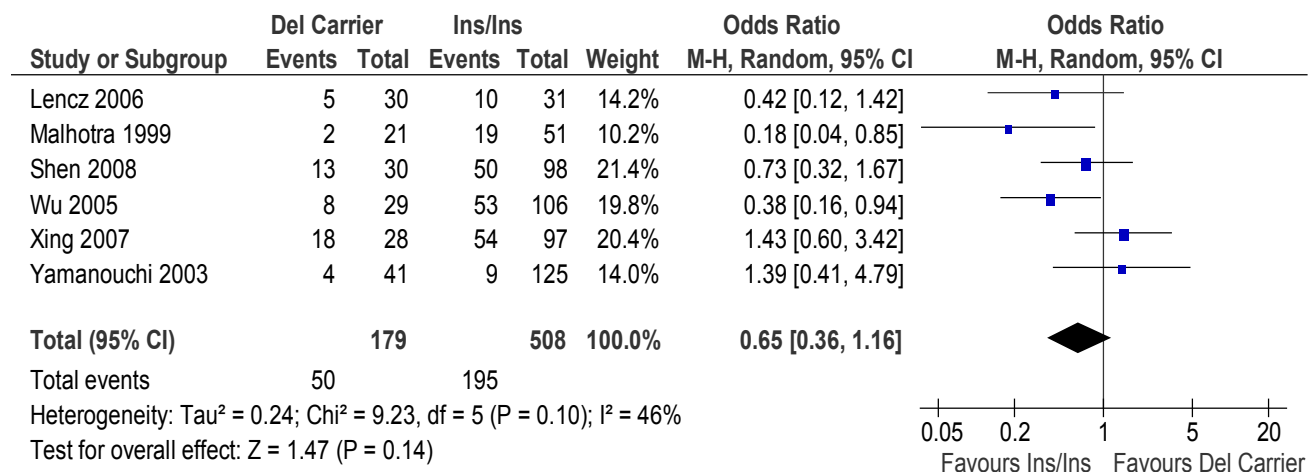 Del Carrier Ins/Ins Odds Ratio Odds Ratio
Study or Subgroup Events Total Events Total Weight M-H, Random, 95% CI M-H, Random, 95% CI
Lencz 2006 5 30 10 31 14.2% 0.42 [0.12, 1.42]
Malhotra 1999 2 21 19 51 10.2% 0.18 [0.04, 0.85]
Shen 2008 13 30 50 98 21.4% 0.73 [0.32, 1.67]
Wu 2005 8 29 53 106 19.8% 0.38 [0.16, 0.94]
Xing 2007 18 28 54 97 20.4% 1.43 [0.60, 3.42]
Yamanouchi 2003 4 41 9 125 14.0% 1.39 [0.41, 4.79]
Total (95% CI) 179 508 100.0% 0.65 [0.36, 1.16]
Total events 50 195
Heterogeneity: Tau² = 0.24; Chi² = 9.23, df = 5 (P = 0.10); I² = 46%
Test for overall effect: Z = 1.47 (P = 0.14)
0.05 0.2 1 5 20
Favours Ins/Ins Favours Del Carrier